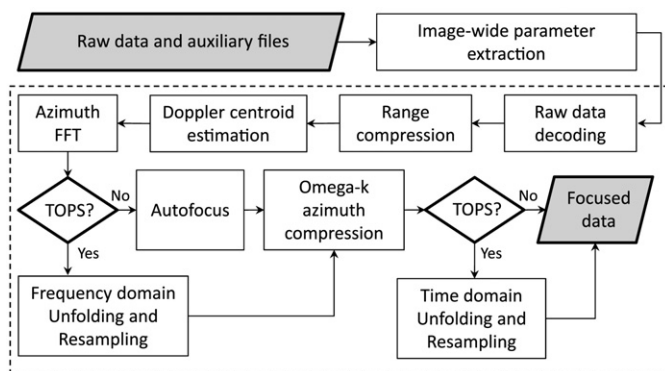 Raw data and auxiliary files
Image-wide parameter
extraction
Raw data
decoding
Range
compression
Doppler centroid
estimation
Azimuth
FFT
TOPS?
No
Yes
Autofocus
Omega-k
azimuth
compression
TOPS?
No
Yes
Focused
data
Frequency domain
Unfolding and
Resampling
Time domain
Unfolding and
Resampling